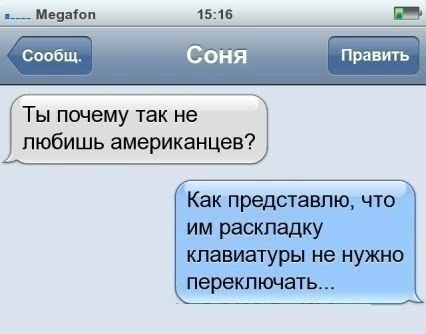 Megafon 15:16
Сообщ. Соня Править
Ты почему так не
любишь американцев?
Как представлю, что
им раскладку
клавиатуры не нужно
переключать...